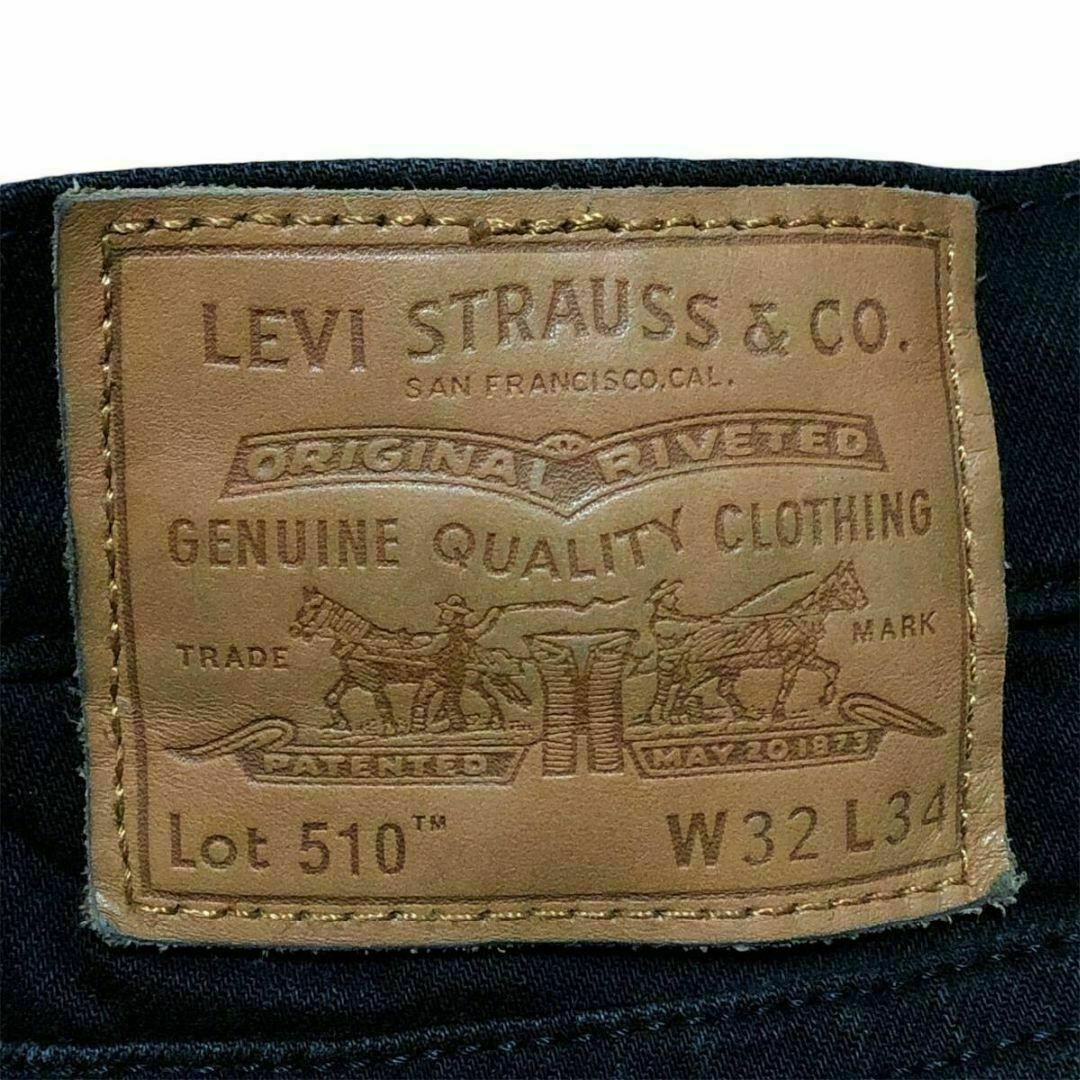 LEVI STRAUSS & CO.
SAN FRANCISCO, CAL.
ORIGINAL RIVETED
GENUINE QUALITY CLOTHING
TRADE MARK
PATENTED MAY 20 1873
Lot 510™ W32 L34